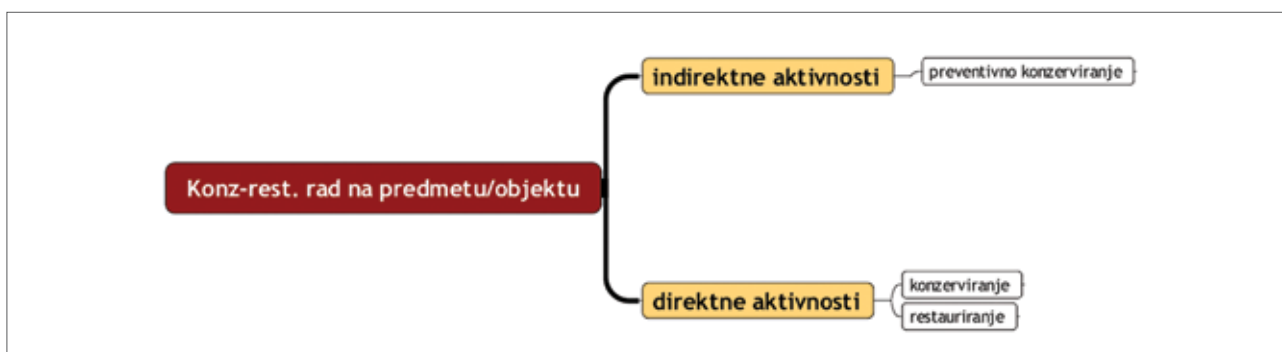 indirektne aktivnosti
preventivno konzerviranje
Konz-rest. rad na predmetu/objektu
direktne aktivnosti
konzerviranje
restauriranje